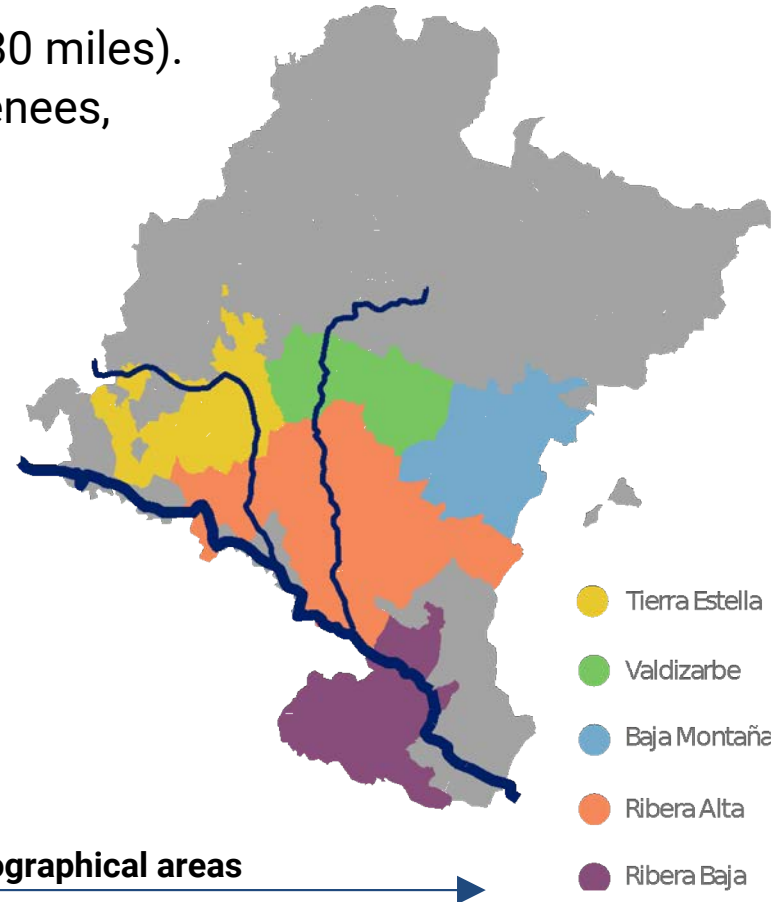 30 miles).
enees,
Tierra Estella
Valdizarbe
Baja Montaña
Ribera Alta
Ribera Baja
ographical areas